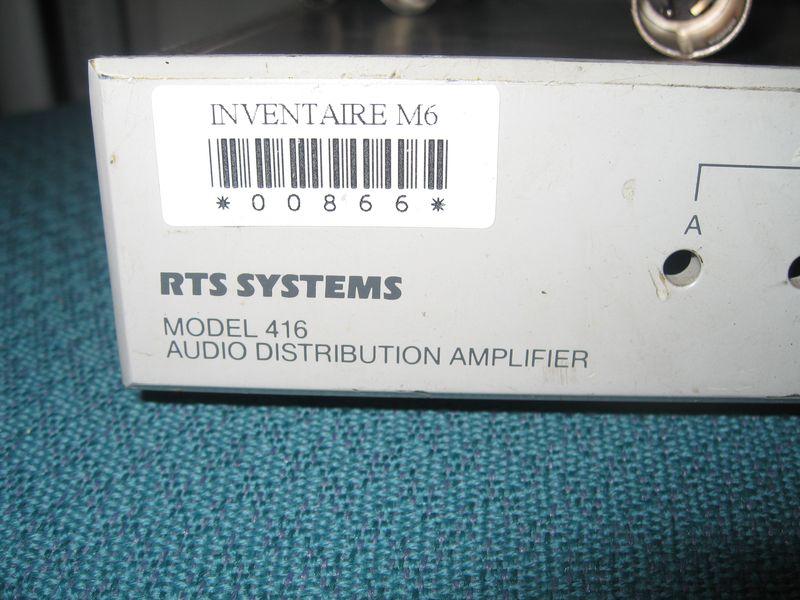 INVENTAIRE M6
*00866*
A
RTS SYSTEMS
MODEL 416
AUDIO DISTRIBUTION AMPLIFIER